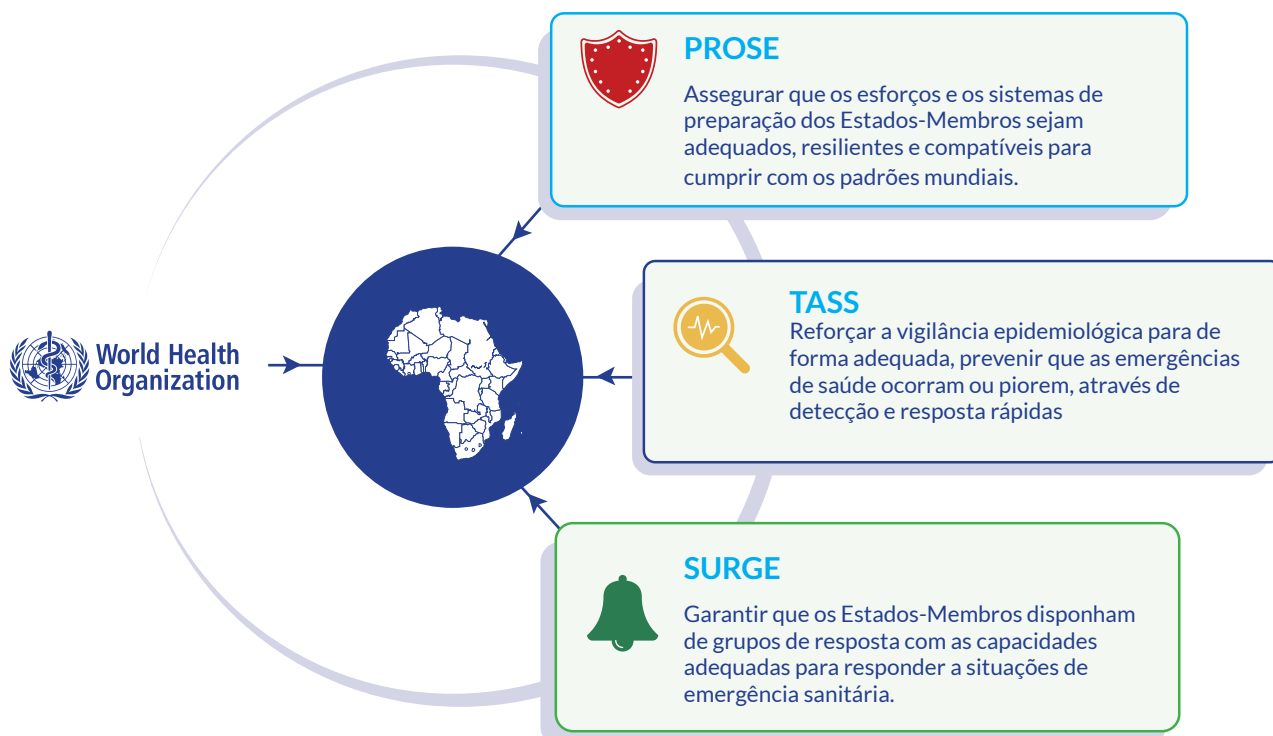 PROSE
Assegurar que os esforços e os sistemas de
preparação dos Estados-Membros sejam
adequados, resilientes e compatíveis para
cumprir com os padrões mundiais.
World Health
Organization
TASS
Reforçar a vigilância epidemiológica para de
forma adequada, prevenir que as emergências
de saúde ocorram ou piorem, através de
detecção e resposta rápidas
SURGE
Garantir que os Estados-Membros disponham
de grupos de resposta com as capacidades
adequadas para responder a situações de
emergência sanitária.